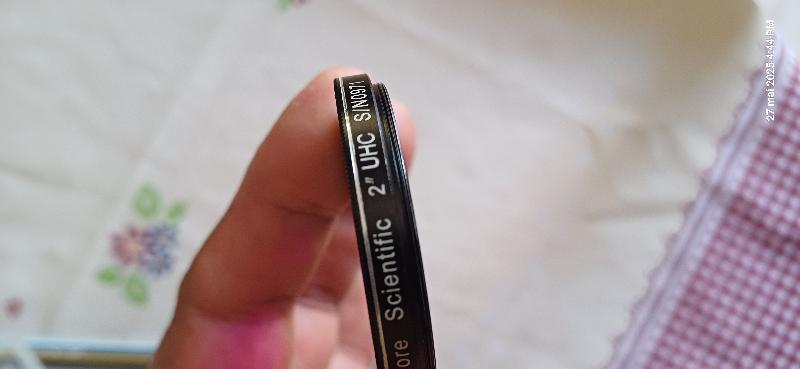 ore Scientific 2" UHC S/N0971
27 mai 2025 4:44 PM